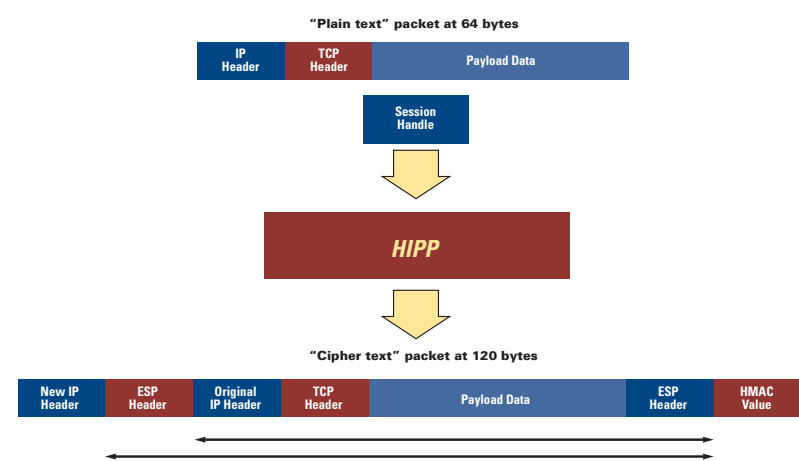 “Plain text” packet at 64 bytes
IP
Header
TCP
Header
Payload Data
Session
Handle
HIPP
“Cipher text” packet at 120 bytes
New IP
Header
ESP
Header
Original
IP Header
TCP
Header
Payload Data
ESP
Header
HMAC
Value